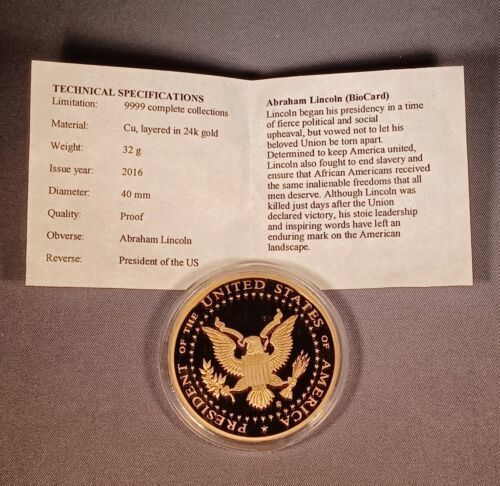 TECHNICAL SPECIFICATIONS
Limitation: 9999 complete collections
Material: Cu, layered in 24k gold
Weight: 32 g
Issue year: 2016
Diameter: 40 mm
Quality: Proof
Obverse: Abraham Lincoln
Reverse: President of the US
Abraham Lincoln (BioCard)
Lincoln began his presidency in a time
of fierce political and social
upheaval, but vowed not to let his
beloved Union be torn apart.
Determined to keep America united,
Lincoln also fought to end slavery and
ensure that African Americans received
the same inalienable freedoms that all
men deserve. Although Lincoln was
killed just days after the Union
declared victory, his stoic leadership
and inspiring words have left an
enduring mark on the American
landscape.
PRESIDENT OF THE UNITED STATES OF AMERICA